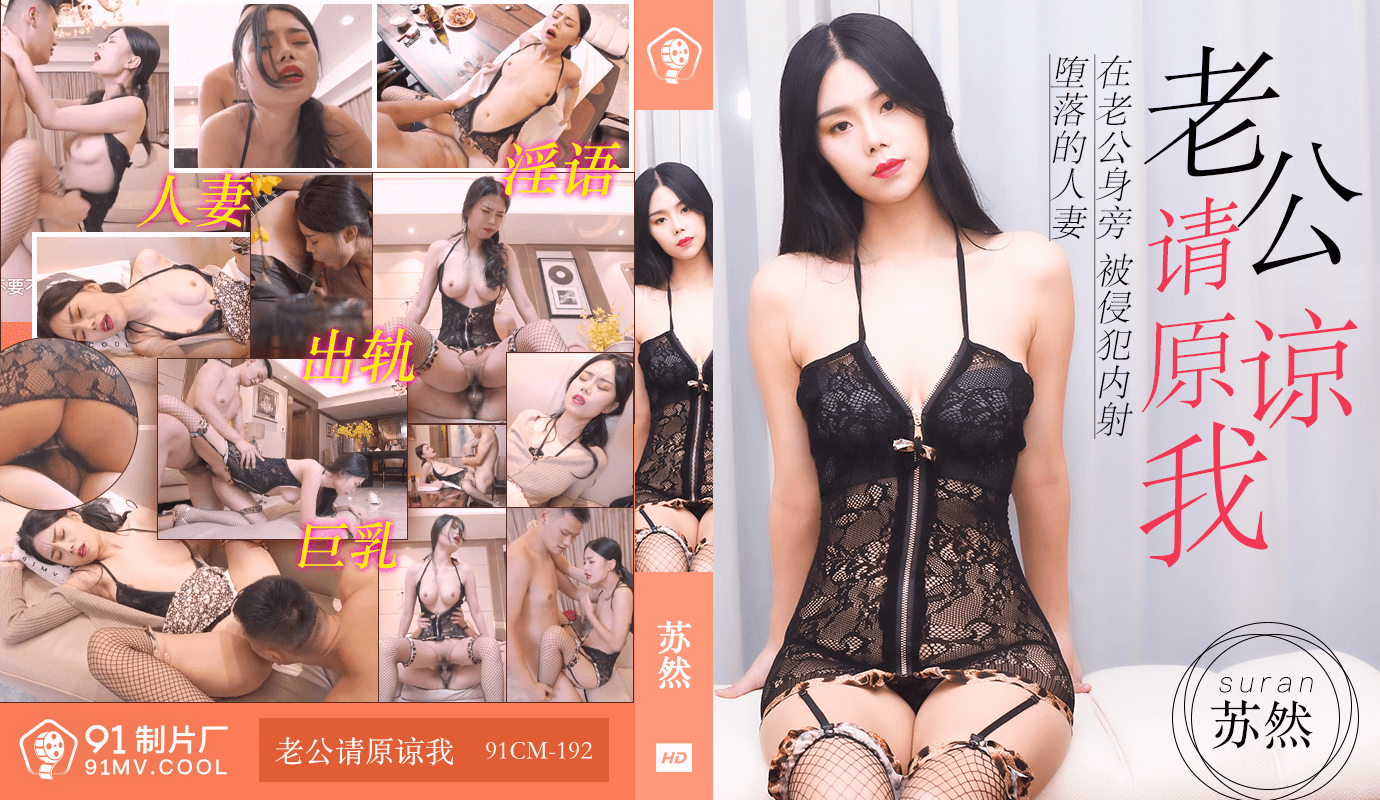 人妻
淫语
出轨
巨乳
91制片厂
91MV.COOL
老公请原谅我
91CM-192
苏然
HD
老公
请原谅我
在老公身旁 被侵犯内射
堕落的人妻
suran
苏然